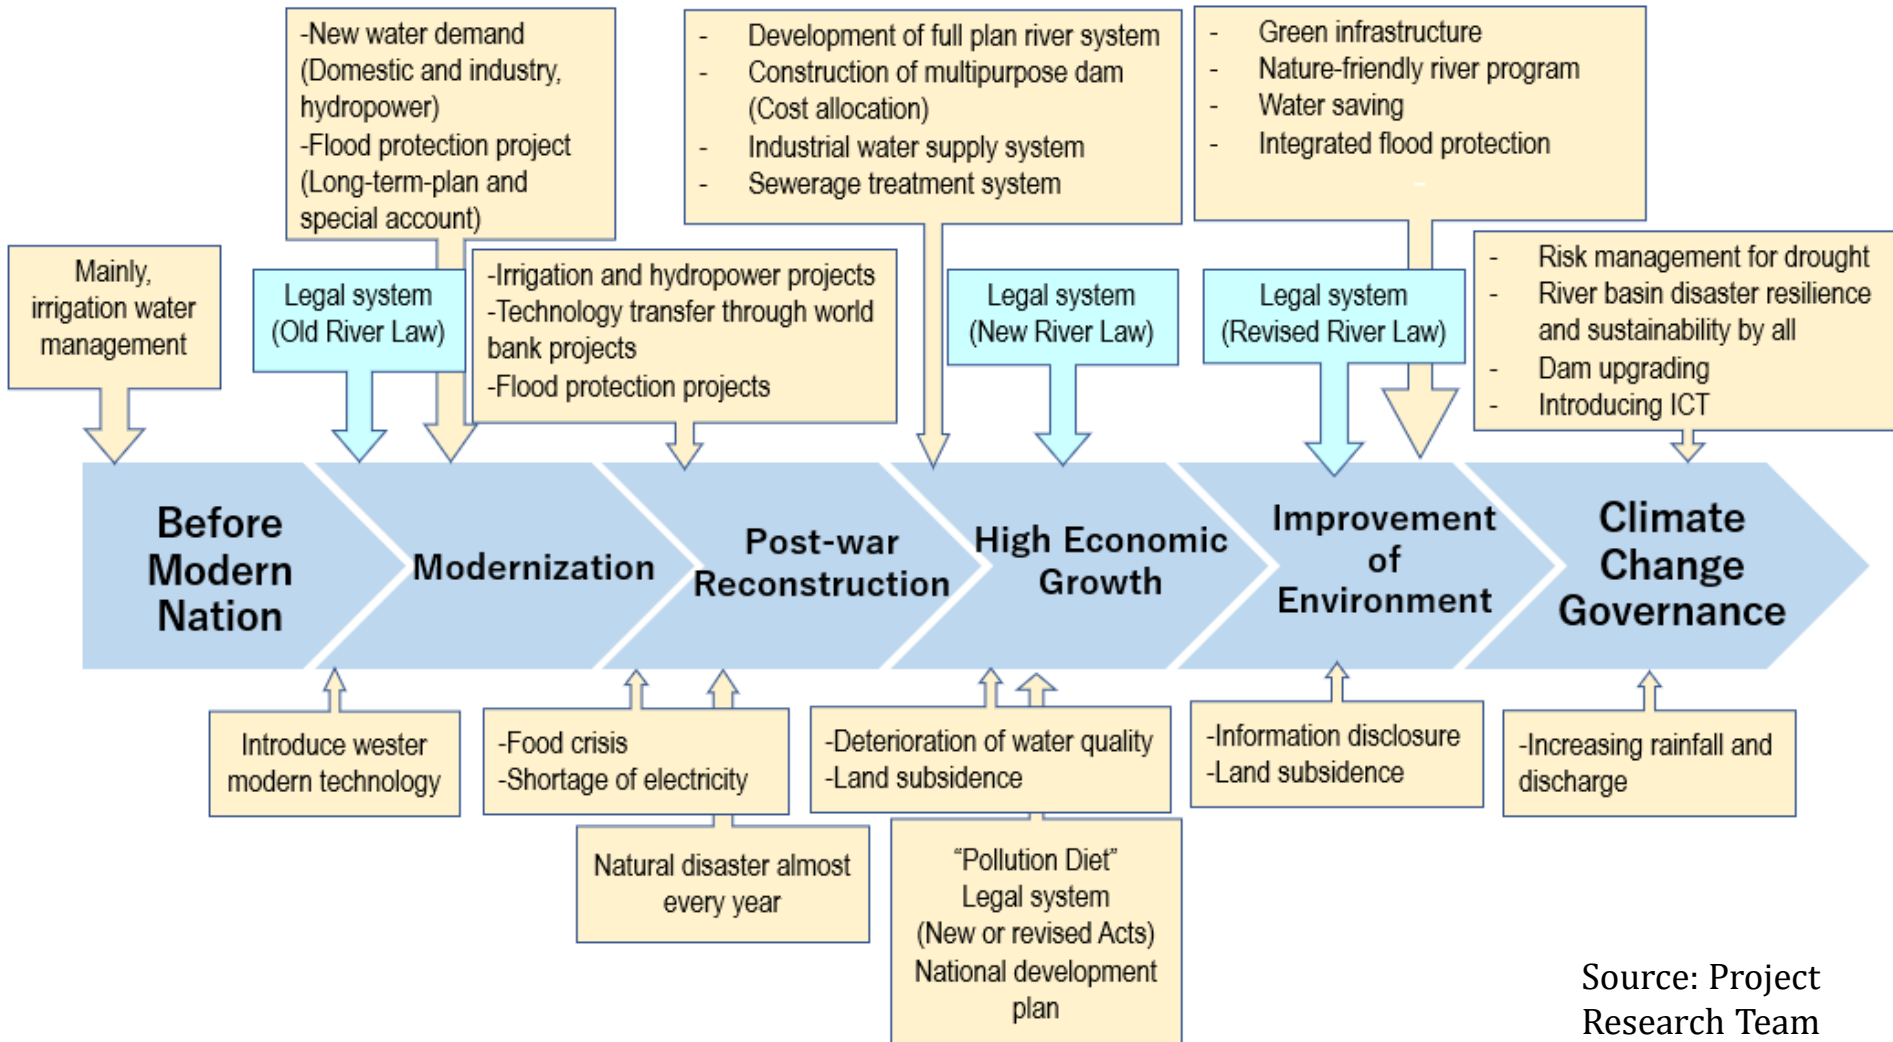 -New water demand
(Domestic and industry,
hydropower)
-Flood protection project
(Long-term-plan and
special account)
- Development of full plan river system
- Construction of multipurpose dam
(Cost allocation)
- Industrial water supply system
- Sewerage treatment system
- Green infrastructure
- Nature-friendly river program
- Water saving
- Integrated flood protection
-
Mainly,
irrigation water
management
Legal system
(Old River Law)
-Irrigation and hydropower projects
-Technology transfer through world
bank projects
-Flood protection projects
Legal system
(New River Law)
Legal system
(Revised River Law)
- Risk management for drought
- River basin disaster resilience
and sustainability by all
- Dam upgrading
- Introducing ICT
Before
Modern
Nation
Modernization
Post-war
Reconstruction
High Economic
Growth
Improvement
of
Environment
Climate
Change
Governance
Introduce wester
modern technology
-Food crisis
-Shortage of electricity
Natural disaster almost
every year
-Deterioration of water quality
-Land subsidence
"Pollution Diet"
Legal system
(New or revised Acts)
National development
plan
-Information disclosure
-Land subsidence
-Increasing rainfall and
discharge
Source: Project
Research Team